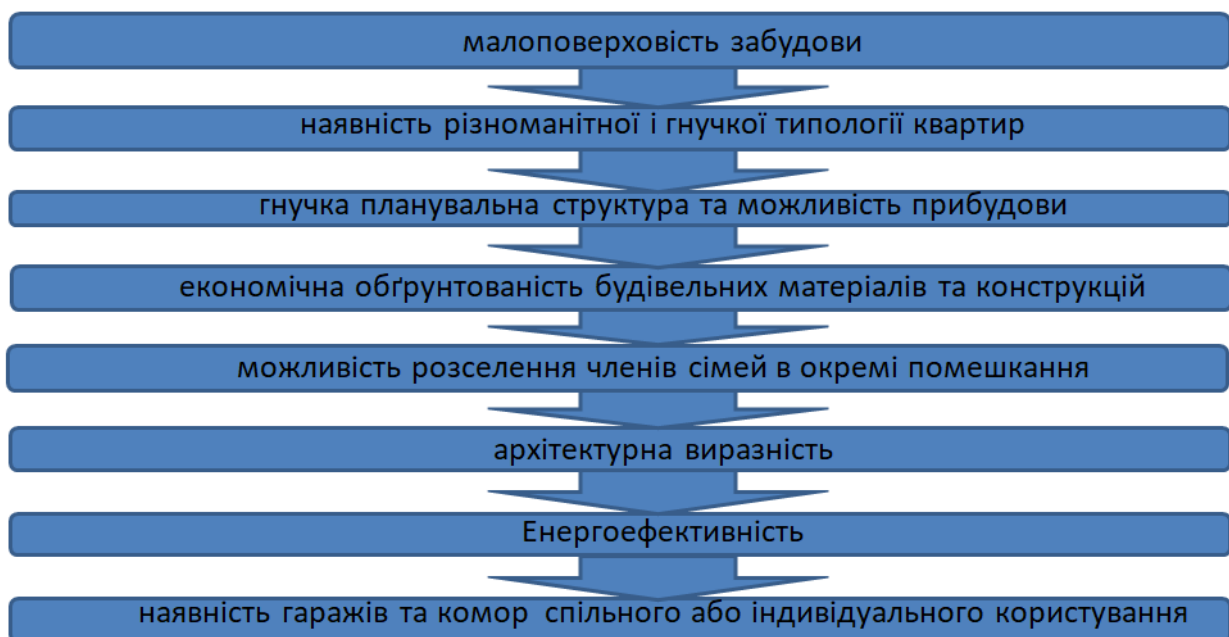 малоповерховість забудови
наявність різноманітної і гнучкої типології квартир
гнучка планувальна структура та можливість прибудови
економічна обґрунтованість будівельних матеріалів та конструкцій
можливість розселення членів сімей в окремі помешкання
архітектурна виразність
Енергоефективність
наявність гаражів та комор спільного або індивідуального користування